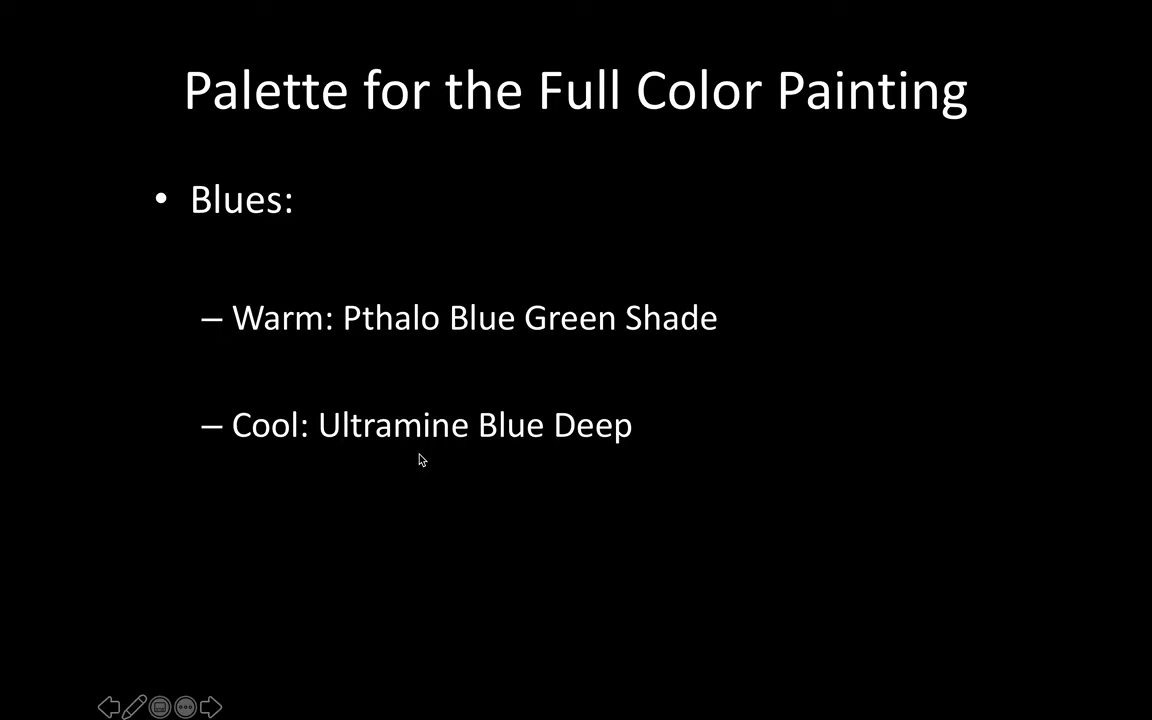 Palette for the Full Color Painting
• Blues:
– Warm: Pthalo Blue Green Shade
– Cool: Ultramine Blue Deep